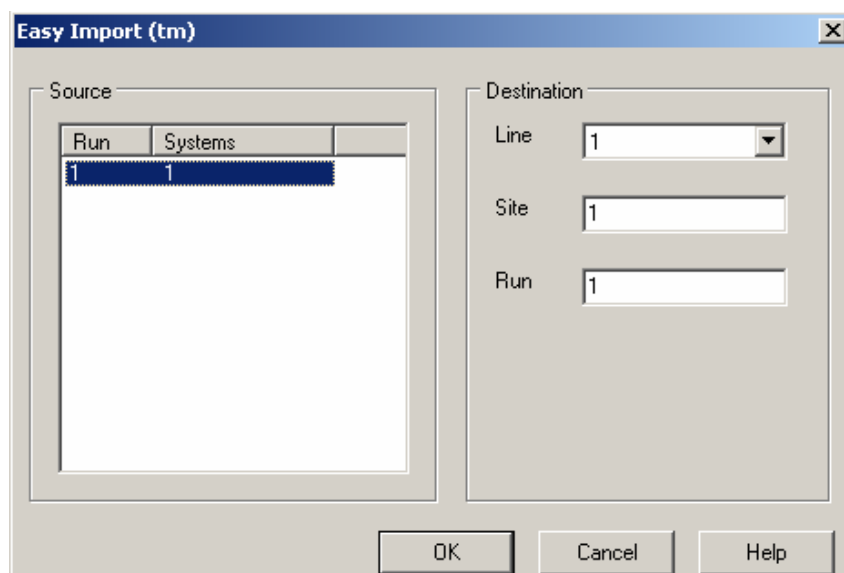 Easy Import (tm)
Source
Run Systems
1 1
Destination
Line 1
Site 1
Run 1
OK Cancel Help